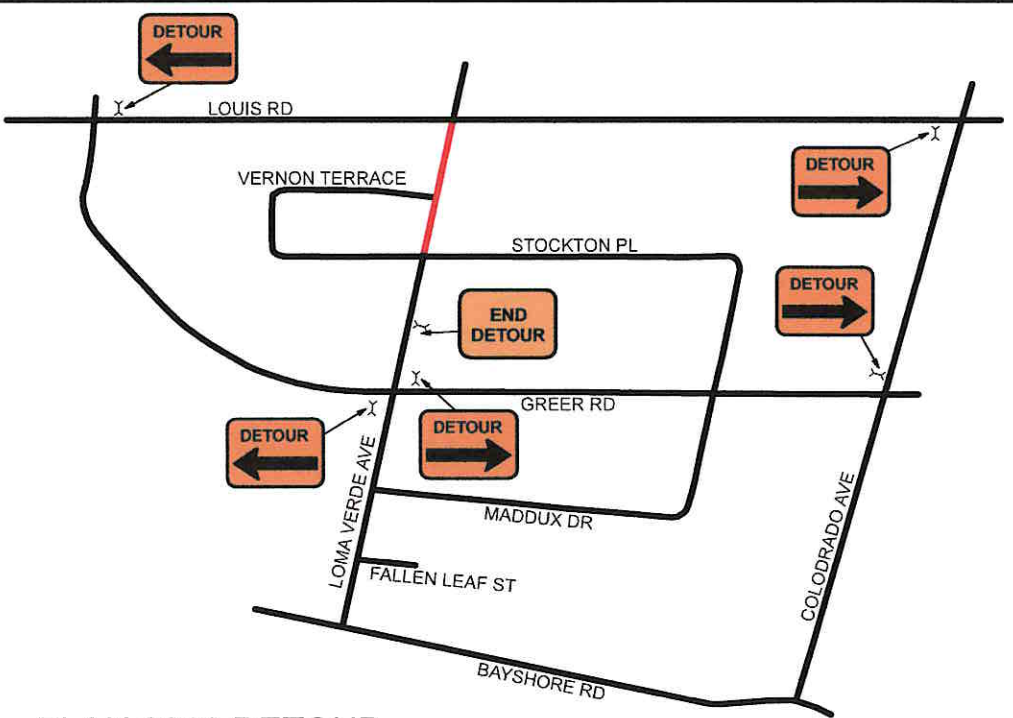 DETOUR
LOUIS RD
VERNON TERRACE
DETOUR
STOCKTON PL
DETOUR
END
DETOUR
GREER RD
DETOUR
DETOUR
LOMA VERDE AVE
MADDUX DR
FALLEN LEAF ST
COLODRADO AVE
BAYSHORE RD